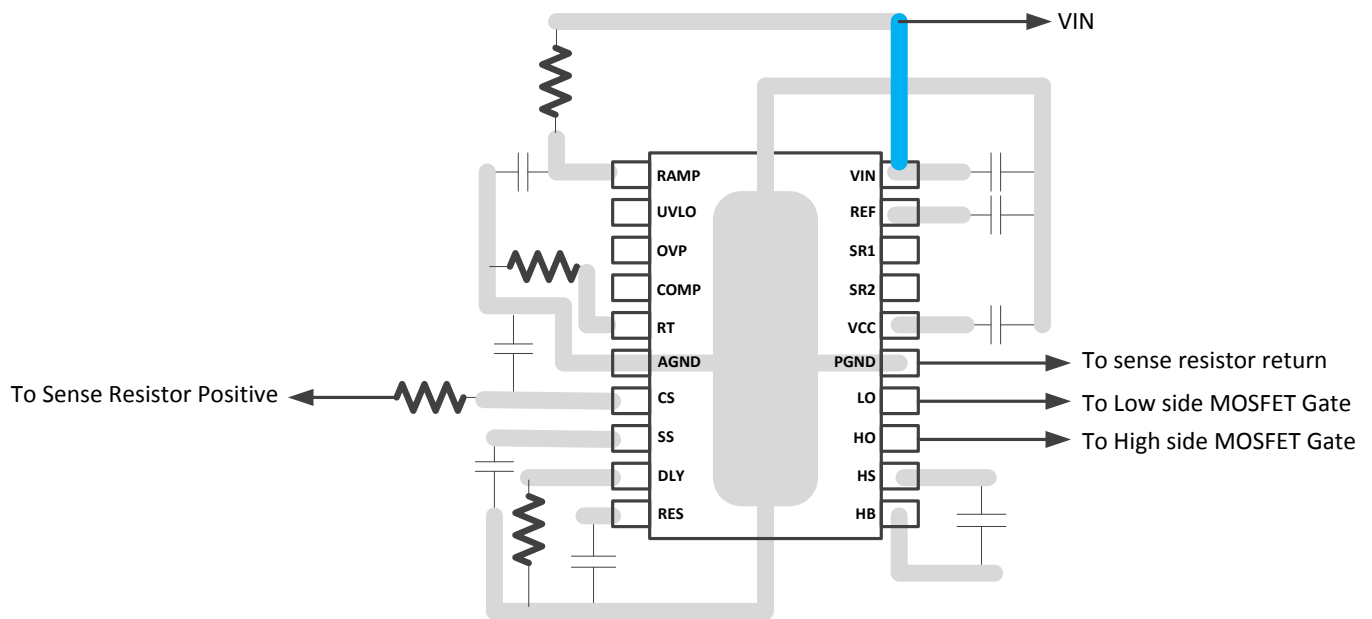 VIN
RAMP
VIN
UVLO
REF
OVP
SR1
COMP
SR2
RT
VCC
AGND
PGND
To sense resistor return
To Sense Resistor Positive
CS
LO
To Low side MOSFET Gate
SS
HO
To High side MOSFET Gate
DLY
HS
RES
HB